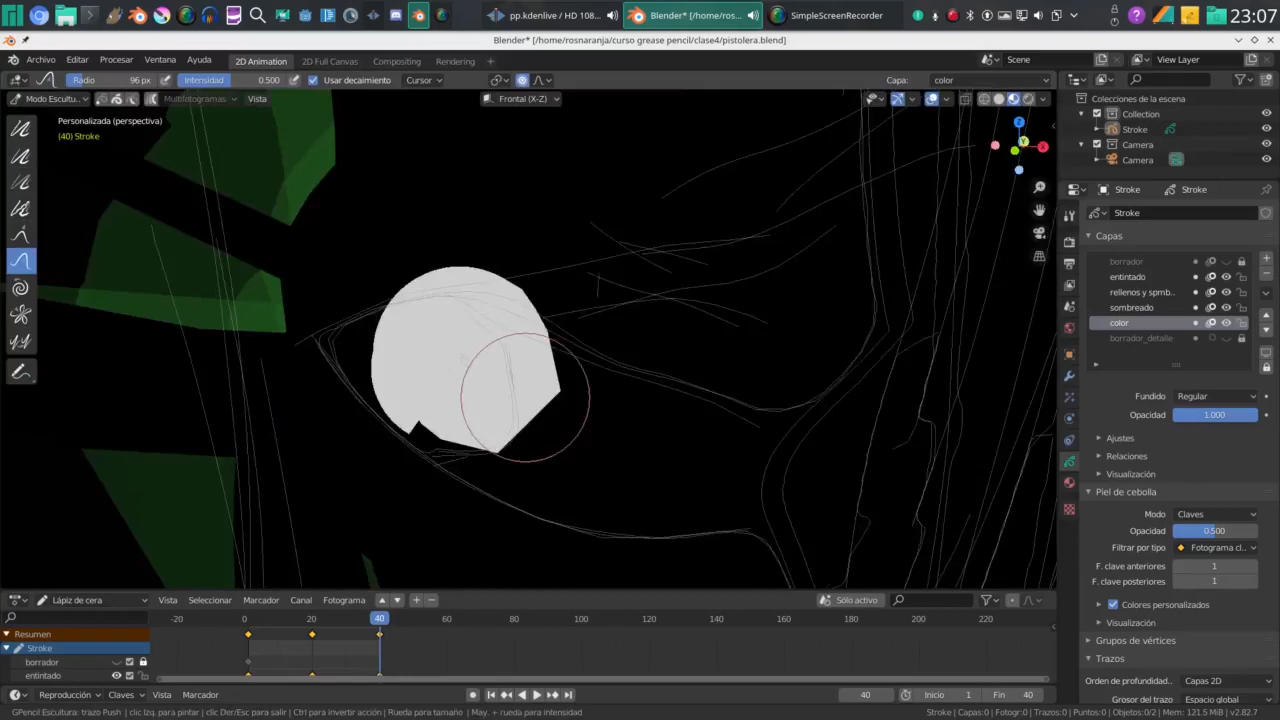 pp.kdenlive / HD 108...
Blender* [/home/ros...
SimpleScreenRecorder
23:07
Blender* [/home/rosnaranja/curso grease pencil/clase4/pistolera.blend]
Archivo Editar Procesar Ventana Ayuda 2D Animation 2D Full Canvas Compositing Rendering Scene View Layer
Radio 96 px Intensidad 0.500 Usar decaimiento Cursor Capa: color
Modo Escultu.. Multifotogramas Vista Frontal (X-Z)
Personalizada (perspectiva)
(40) Stroke
Colecciones de la escena
Collection
Stroke
Camera
Camera
Stroke Stroke
Stroke
Capas
borrador
entintado
rellenos y spmb..
sombreado
color
borrador_detalle
Fundido Regular
Opacidad 1.000
Ajustes
Relaciones
Visualización
Piel de cebolla
Modo Claves
Opacidad 0.500
Filtrar por tipo Fotograma cl..
F. clave anteriores 1
F. clave posteriores 1
Colores personalizados
Visualización
Grupos de vértices
Trazos
Orden de profundidad.. Capas 2D
Grosor del trazo Espacio global
Lápiz de cera Vista Seleccionar Marcador Canal Fotograma Sólo activo
-20 0 20 40 60 80 100 120 140 160 180 200 220
Resumen
Stroke
borrador
entintado
Reproducción Claves Vista Marcador 40 Inicio 1 Fin 40
GPencil Escultura: trazo Push | clic Izq. para pintar | clic Der/Esc para salir | Ctrl para invertir acción | Rueda para tamaño | May. + rueda para intensidad
Stroke | Capas:0 | Fotogr:0 | Trazos:0 | Puntos:0 | Objetos:0/2 | Mem: 121.5 MiB | v2.82.7